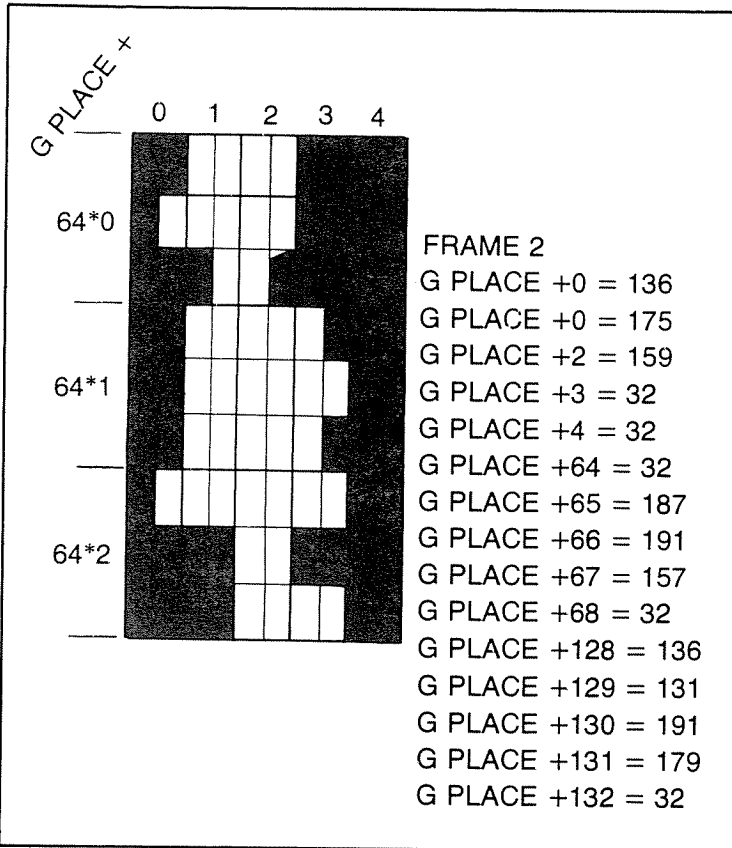 G PLACE +
0 1 2 3 4
64*0
64*1
64*2
FRAME 2
G PLACE +0 = 136
G PLACE +0 = 175
G PLACE +2 = 159
G PLACE +3 = 32
G PLACE +4 = 32
G PLACE +64 = 32
G PLACE +65 = 187
G PLACE +66 = 191
G PLACE +67 = 157
G PLACE +68 = 32
G PLACE +128 = 136
G PLACE +129 = 131
G PLACE +130 = 191
G PLACE +131 = 179
G PLACE +132 = 32